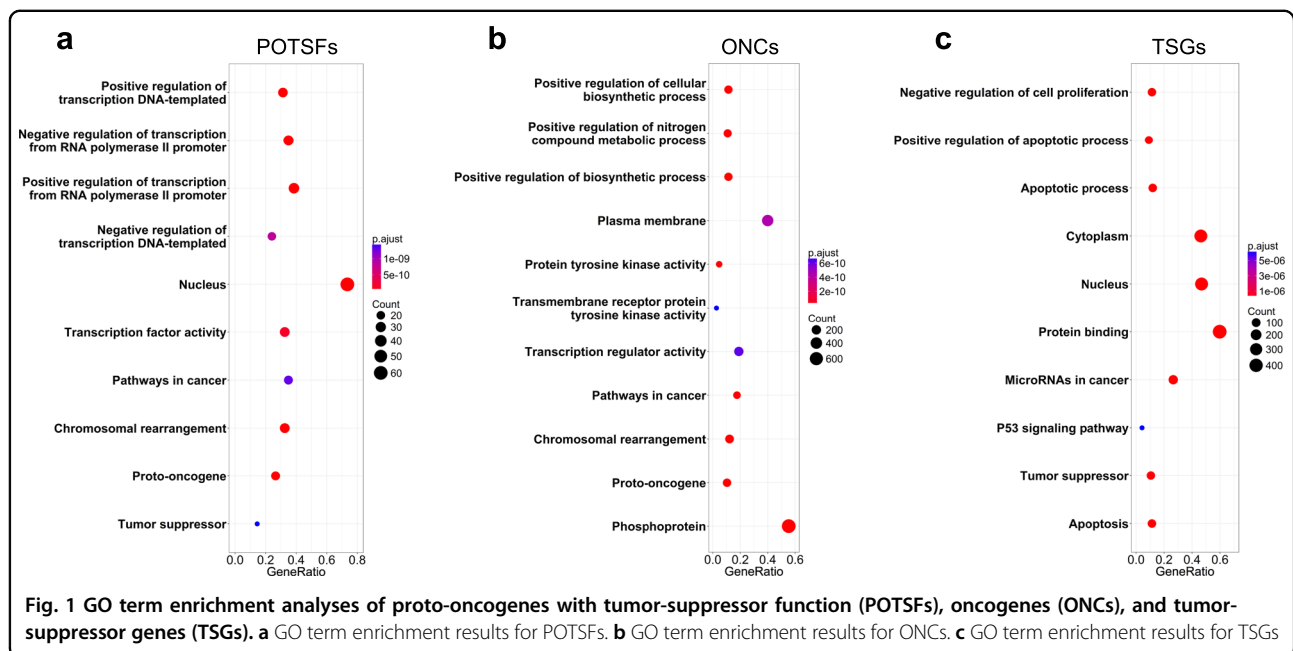 a
POTSFs
Positive regulation of
transcription DNA-templated
Negative regulation of transcription
from RNA polymerase II promoter
Positive regulation of transcription
from RNA polymerase II promoter
Negative regulation of
transcription DNA-templated
Nucleus
Transcription factor activity
Pathways in cancer
Chromosomal rearrangement
Proto-oncogene
Tumor suppressor
0.0 0.2 0.4 0.6 0.8
GeneRatio
p.ajust
1e-09
5e-10
Count
20
30
40
50
60
b
ONCs
Positive regulation of cellular
biosynthetic process
Positive regulation of nitrogen
compound metabolic process
Positive regulation of biosynthetic process
Plasma membrane
Protein tyrosine kinase activity
Transmembrane receptor protein
tyrosine kinase activity
Transcription regulator activity
Pathways in cancer
Chromosomal rearrangement
Proto-oncogene
Phosphoprotein
0.0 0.2 0.4 0.6
GeneRatio
p.ajust
6e-10
4e-10
2e-10
Count
200
400
600
c
TSGs
Negative regulation of cell proliferation
Positive regulation of apoptotic process
Apoptotic process
Cytoplasm
Nucleus
Protein binding
MicroRNAs in cancer
P53 signaling pathway
Tumor suppressor
Apoptosis
0.0 0.2 0.4 0.6
GeneRatio
p.ajust
5e-06
3e-06
1e-06
Count
100
200
300
400
Fig. 1 GO term enrichment analyses of proto-oncogenes with tumor-suppressor function (POTSFs), oncogenes (ONCs), and tumor-
suppressor genes (TSGs). a GO term enrichment results for POTSFs. b GO term enrichment results for ONCs. c GO term enrichment results for TSGs